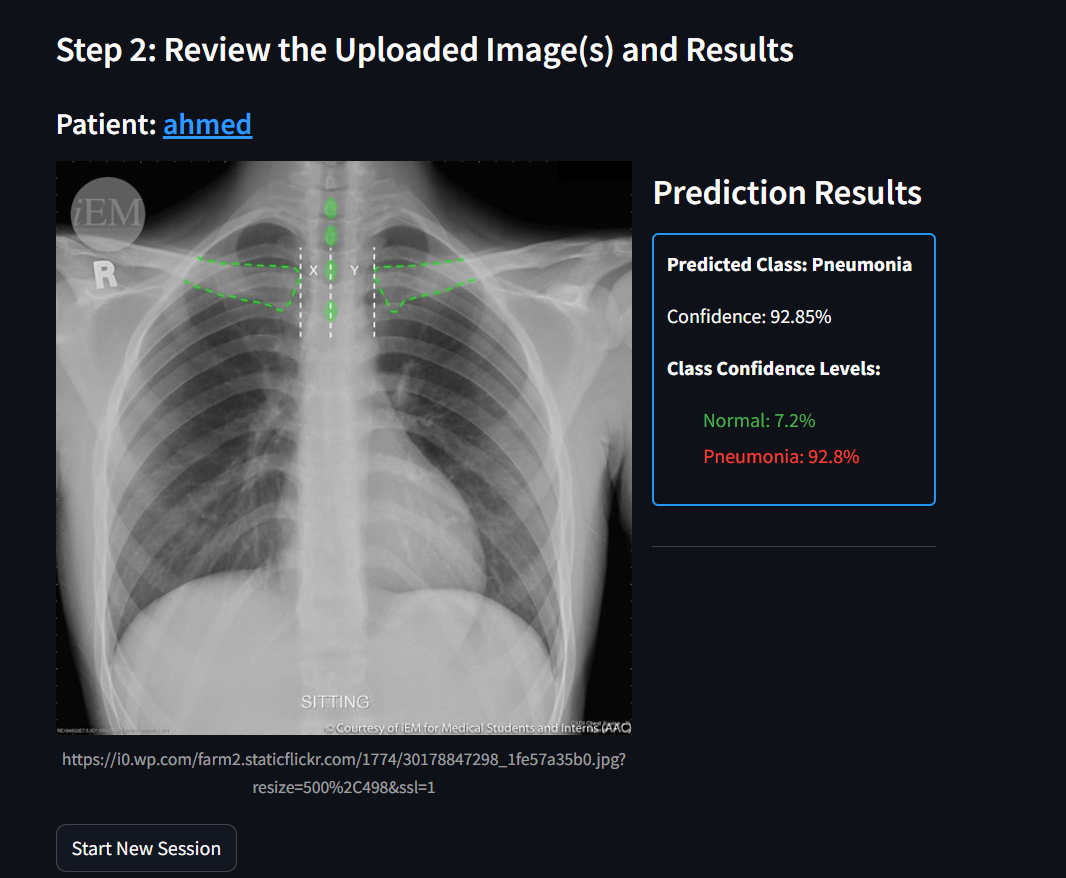 Step 2: Review the Uploaded Image(s) and Results
Patient: ahmed
iEM
R
X Y
SITTING
© Courtesy of iEM for Medical Students and Interns (AAC)
https://i0.wp.com/farm2.staticflickr.com/1774/30178847298_1fe57a35b0.jpg?
resize=500%2C498&ssl=1
Prediction Results
Predicted Class: Pneumonia
Confidence: 92.85%
Class Confidence Levels:
Normal: 7.2%
Pneumonia: 92.8%
Start New Session